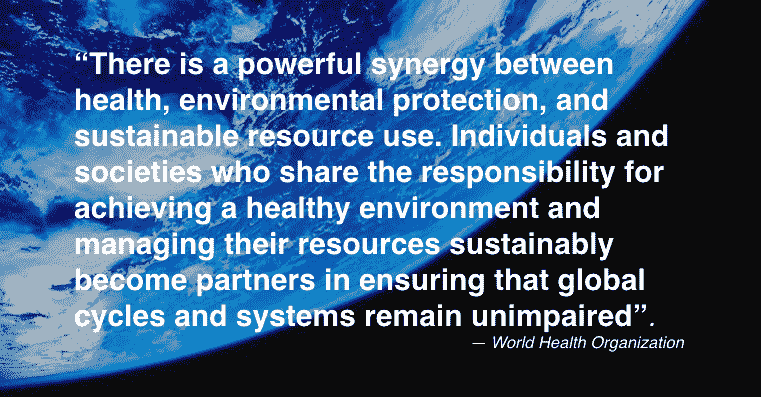 “There is a powerful synergy between
health, environmental protection, and
sustainable resource use. Individuals and
societies who share the responsibility for
achieving a healthy environment and
managing their resources sustainably
become partners in ensuring that global
cycles and systems remain unimpaired”.
— World Health Organization